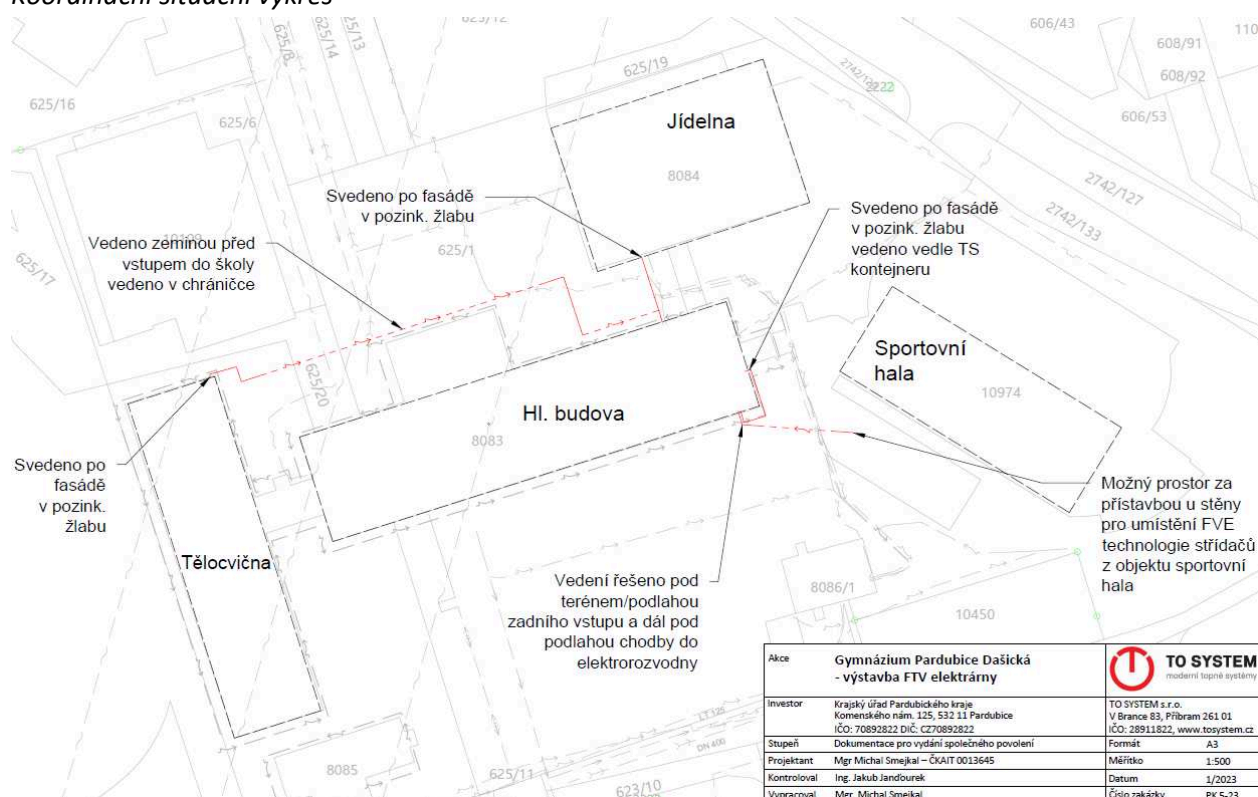 Koordinační situační výkres
625/12
625/8
625/14
625/13
625/16
625/6
625/19
2742/12
2222
606/43
608/91
608/92
606/53
110
2742/127
2742/133
Jídelna
8084
Svedeno po fasádě
v pozink. žlabu
Vedeno zeminou před
vstupem do školy
vedeno v chráničce
10109
625/17
625/1
Svedeno po fasádě
v pozink. žlabu
vedeno vedle TS
kontejneru
Sportovní
hala
10974
625/20
Hl. budova
8083
Svedeno po
fasádě
v pozink.
žlabu
Tělocvična
Možný prostor za
přístavbou u stěny
pro umístění FVE
technologie střídačů
z objektu sportovní
hala
Vedení řešeno pod
terénem/podlahou
zadního vstupu a dál pod
podlahou chodby do
elektrorozvodny
8086/1
10450
LT 125
DN 400
8085
625/11
623/10
Akce Gymnázium Pardubice Dašická
- výstavba FTV elektrárny
TO SYSTEM
moderní topné systémy
Investor Krajský úřad Pardubického kraje
Komenského nám. 125, 532 11 Pardubice
IČO: 70892822 DIČ: CZ70892822
TO SYSTEM s.r.o.
V Brance 83, Příbram 261 01
IČO: 28911822, www.tosystem.cz
Stupeň Dokumentace pro vydání společného povolení Formát A3
Projektant Mgr Michal Smejkal – ČKAIT 0013645 Měřítko 1:500
Kontroloval Ing. Jakub Janďourek Datum 1/2023
Vypracoval Mgr. Michal Smejkal Číslo zakázky PK 5-23